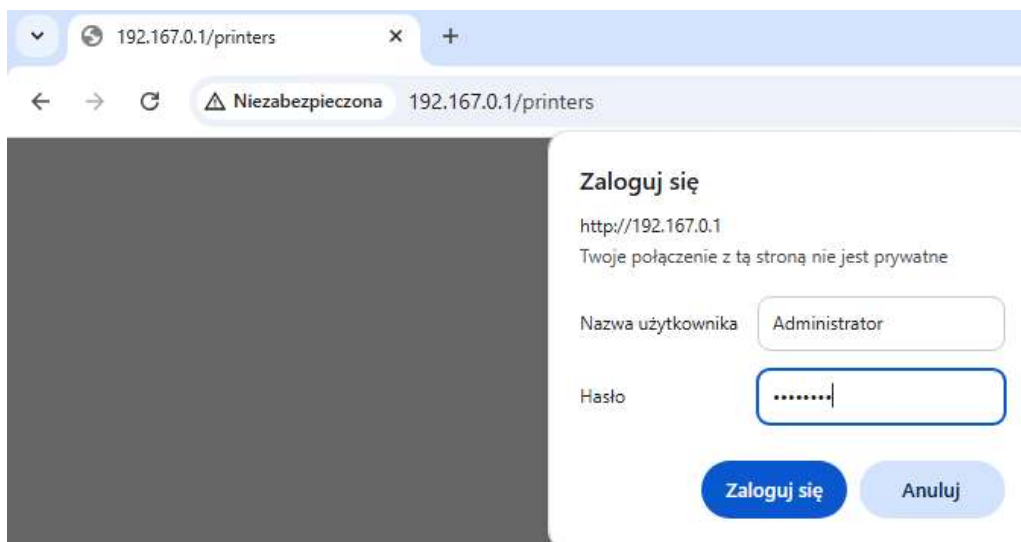 192.167.0.1/printers
Niezabezpieczona 192.167.0.1/printers
Zaloguj się
http://192.167.0.1
Twoje połączenie z tą stroną nie jest prywatne
Nazwa użytkownika Administrator
Hasło ••••••••
Zaloguj się Anuluj